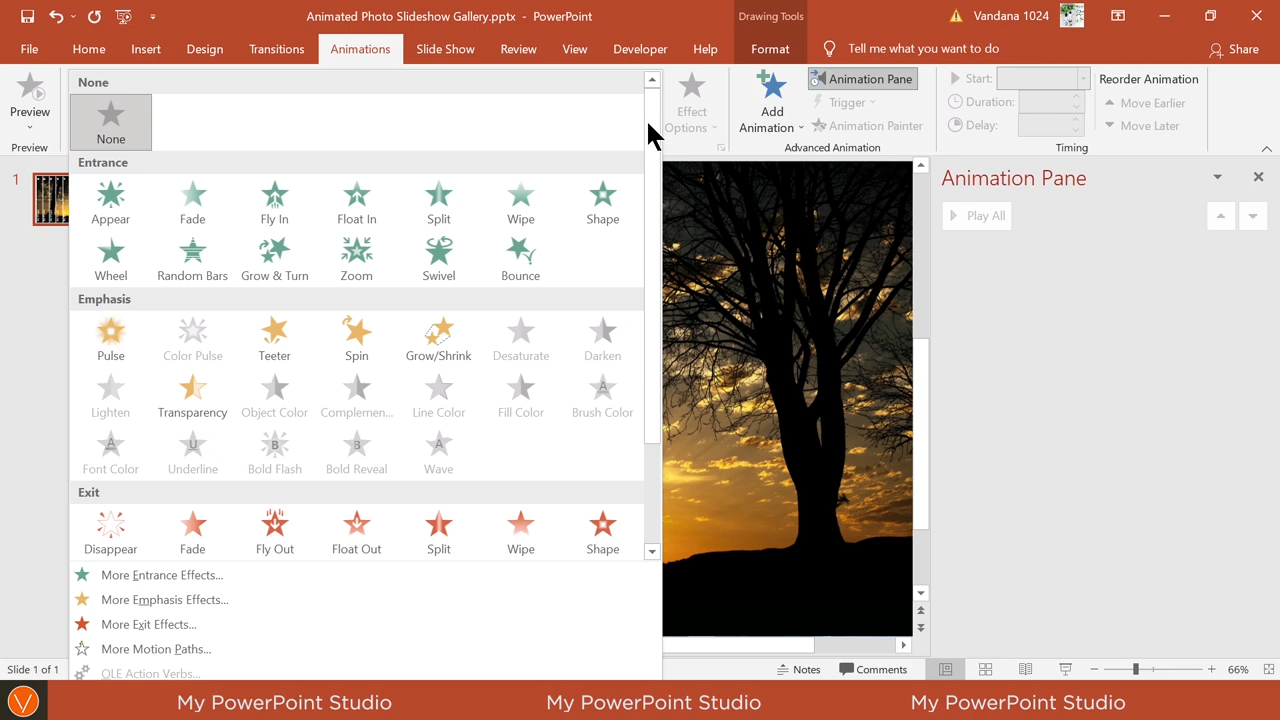 Animated Photo Slideshow Gallery.pptx - PowerPoint
Drawing Tools
Vandana 1024
File Home Insert Design Transitions Animations Slide Show Review View Developer Help Format Tell me what you want to do Share
Preview
Preview
None
None
Entrance
Appear Fade Fly In Float In Split Wipe Shape
Wheel Random Bars Grow & Turn Zoom Swivel Bounce
Emphasis
Pulse Color Pulse Teeter Spin Grow/Shrink Desaturate Darken
Lighten Transparency Object Color Complemen... Line Color Fill Color Brush Color
Font Color Underline Bold Flash Bold Reveal Wave
Exit
Disappear Fade Fly Out Float Out Split Wipe Shape
More Entrance Effects...
More Emphasis Effects...
More Exit Effects...
More Motion Paths...
OLE Action Verbs...
Effect
Options
Add
Animation
Animation Pane
Trigger
Animation Painter
Advanced Animation
Start:
Duration:
Delay:
Reorder Animation
Move Earlier
Move Later
Timing
1
Animation Pane
Play All
Slide 1 of 1
Notes Comments 66%
My PowerPoint Studio My PowerPoint Studio My PowerPoint Studio